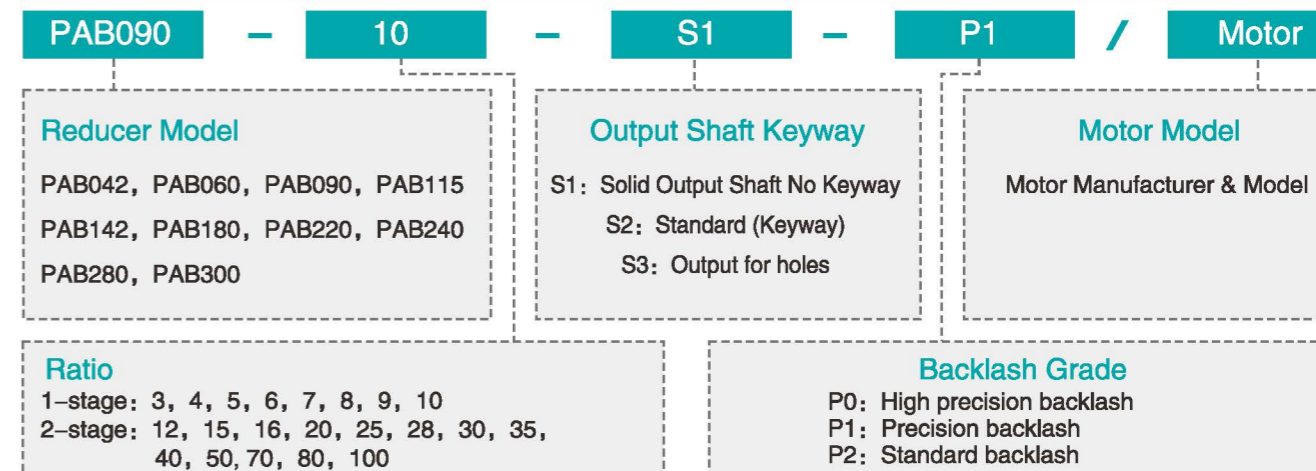 PAB090 – 10 – S1 – P1 / Motor
Reducer Model
PAB042, PAB060, PAB090, PAB115
PAB142, PAB180, PAB220, PAB240
PAB280, PAB300
Output Shaft Keyway
S1: Solid Output Shaft No Keyway
S2: Standard (Keyway)
S3: Output for holes
Motor Model
Motor Manufacturer & Model
Ratio
1–stage: 3, 4, 5, 6, 7, 8, 9, 10
2–stage: 12, 15, 16, 20, 25, 28, 30, 35,
40, 50, 70, 80, 100
Backlash Grade
P0: High precision backlash
P1: Precision backlash
P2: Standard backlash